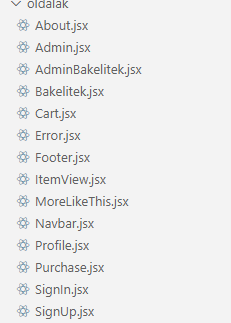 oldalak
About.jsx
Admin.jsx
AdminBakelitek.jsx
Bakelitek.jsx
Cart.jsx
Error.jsx
Footer.jsx
ItemView.jsx
MoreLikeThis.jsx
Navbar.jsx
Profile.jsx
Purchase.jsx
SignIn.jsx
SignUp.jsx